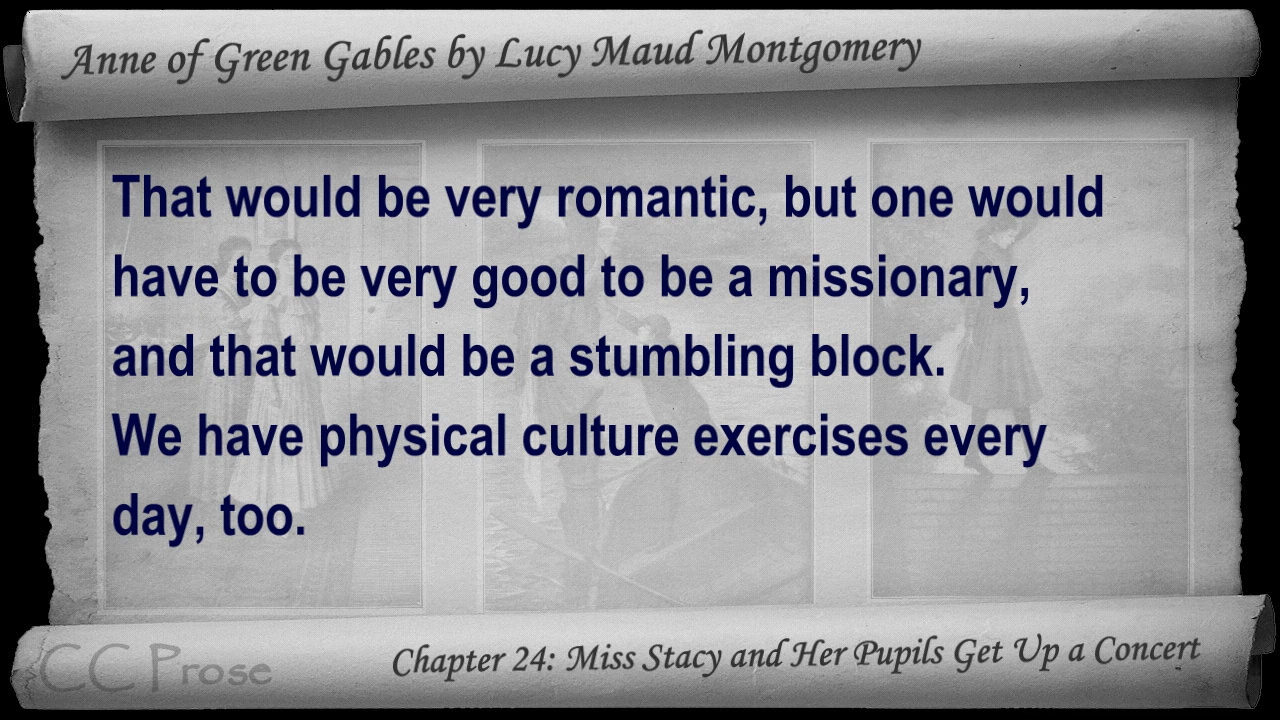 Anne of Green Gables by Lucy Maud Montgomery
That would be very romantic, but one would
have to be very good to be a missionary,
and that would be a stumbling block.
We have physical culture exercises every
day, too.
CC Prose
Chapter 24: Miss Stacy and Her Pupils Get Up a Concert